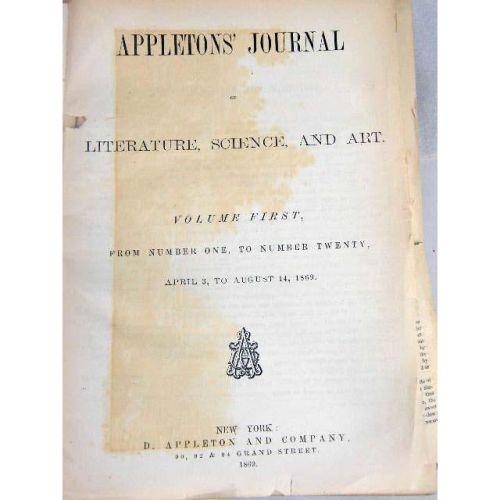 APPLETONS' JOURNAL
OF
LITERATURE, SCIENCE, AND ART.
VOLUME FIRST,
FROM NUMBER ONE, TO NUMBER TWENTY,
APRIL 3, TO AUGUST 14, 1869.
NEW YORK:
D. APPLETON AND COMPANY,
90, 92 & 94 GRAND STREET.
1869.